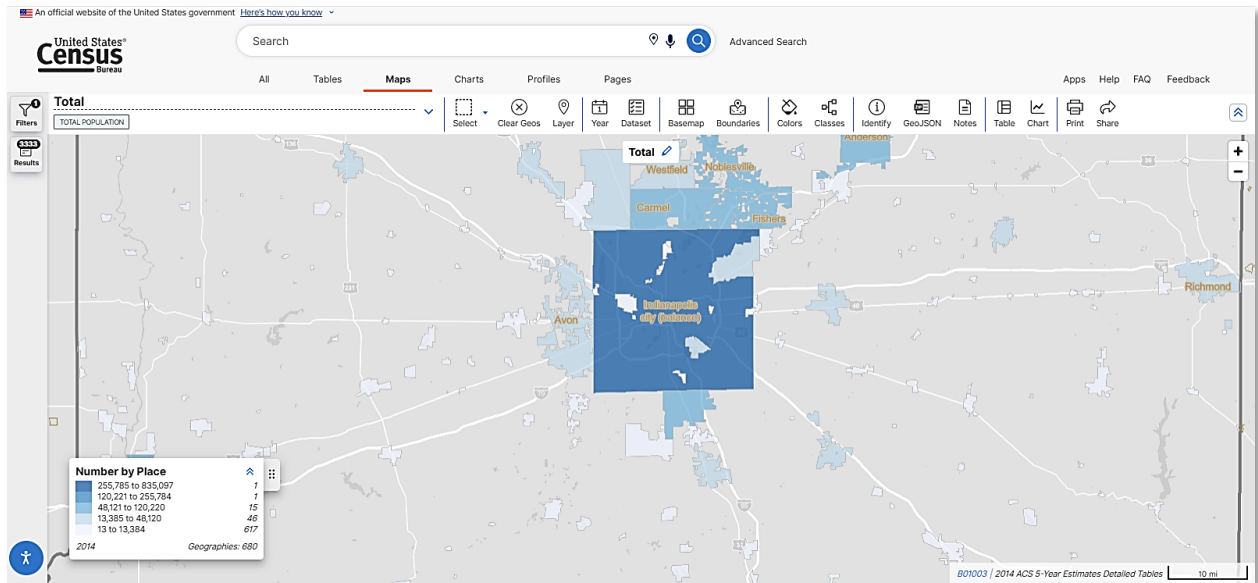 An official website of the United States government Here's how you know
United States®
Census
Bureau
Search
Advanced Search
All Tables Maps Charts Profiles Pages
Apps Help FAQ Feedback
1
Filters
3333
Results
Total
TOTAL POPULATION
Select Clear Geos Layer Year Dataset Basemap Boundaries Colors Classes Identify GeoJSON Notes Table Chart Print Share
Total
+
−
Anderson
Westfield
Noblesville
Carmel
Fishers
Richmond
Indianapolis
city (balance)
Avon
Number by Place
255,785 to 835,097 1
120,221 to 255,784 1
48,121 to 120,220 15
13,385 to 48,120 46
13 to 13,384 617
2014 Geographies: 680
B01003 | 2014 ACS 5-Year Estimates Detailed Tables
10 mi